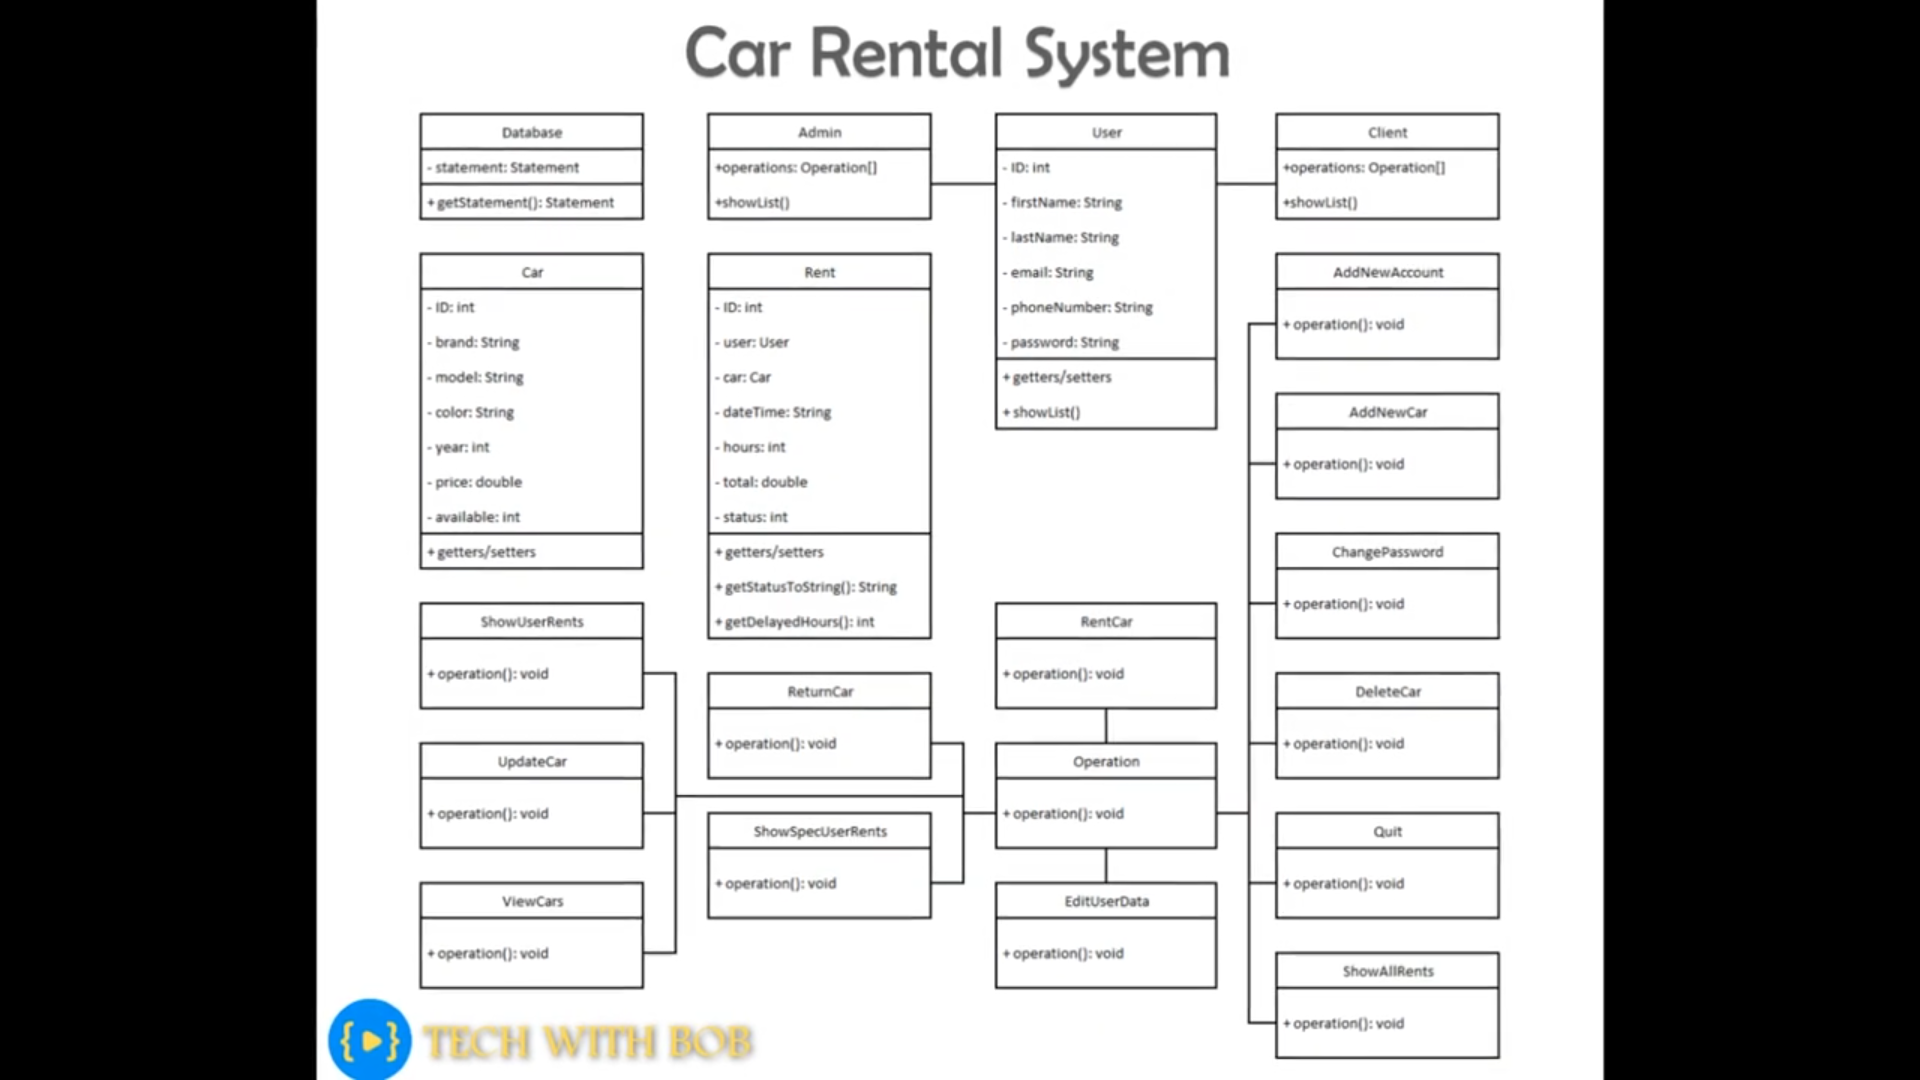 Car Rental System
Database
- statement: Statement
+ getStatement(): Statement
Admin
+operations: Operation[]
+showList()
User
- ID: int
- firstName: String
- lastName: String
- email: String
- phoneNumber: String
- password: String
+ getters/setters
+ showList()
Client
+operations: Operation[]
+showList()
Car
- ID: int
- brand: String
- model: String
- color: String
- year: int
- price: double
- available: int
+ getters/setters
Rent
- ID: int
- user: User
- car: Car
- dateTime: String
- hours: int
- total: double
- status: int
+ getters/setters
+ getStatusToString(): String
+ getDelayedHours(): int
AddNewAccount
+ operation(): void
AddNewCar
+ operation(): void
ChangePassword
+ operation(): void
ShowUserRents
+ operation(): void
ReturnCar
+ operation(): void
RentCar
+ operation(): void
DeleteCar
+ operation(): void
UpdateCar
+ operation(): void
ShowSpecUserRents
+ operation(): void
Operation
+ operation(): void
Quit
+ operation(): void
ViewCars
+ operation(): void
EditUserData
+ operation(): void
ShowAllRents
+ operation(): void
TECH WITH BOB